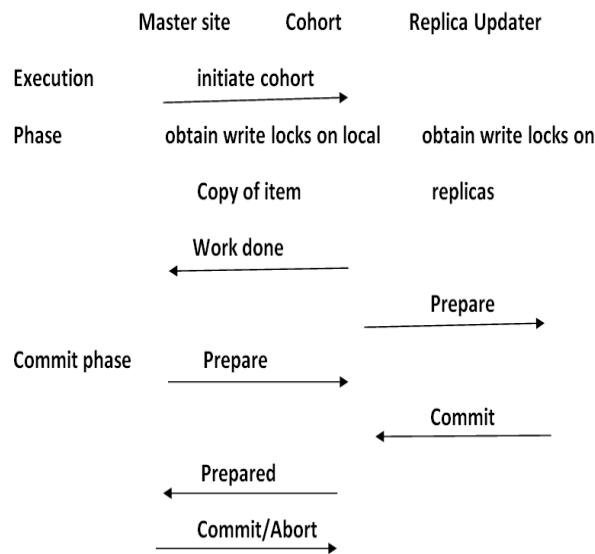 Master site Cohort Replica Updater
Execution initiate cohort
Phase obtain write locks on local obtain write locks on
Copy of item replicas
Work done
Prepare
Commit phase Prepare
Commit
Prepared
Commit/Abort